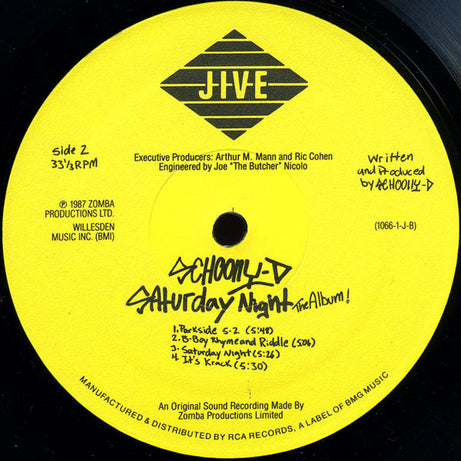 JIVE
Side 2
33⅓ RPM
Executive Producers: Arthur M. Mann and Ric Cohen
Engineered by Joe "The Butcher" Nicolo
Written
and Produced
by SCHOOLLY-D
℗ 1987 ZOMBA
PRODUCTIONS LTD.
WILLESDEN
MUSIC INC. (BMI)
(1066-1-J-B)
SCHOOLLY-D
SAturday Night The Album!
1. Parkside 5-2 (5:48)
2. B-Boy Rhyme and Riddle (5:06)
3. Saturday Night (5:26)
4. It's Krack (5:30)
An Original Sound Recording Made By
Zomba Productions Limited
MANUFACTURED & DISTRIBUTED BY RCA RECORDS, A LABEL OF BMG MUSIC